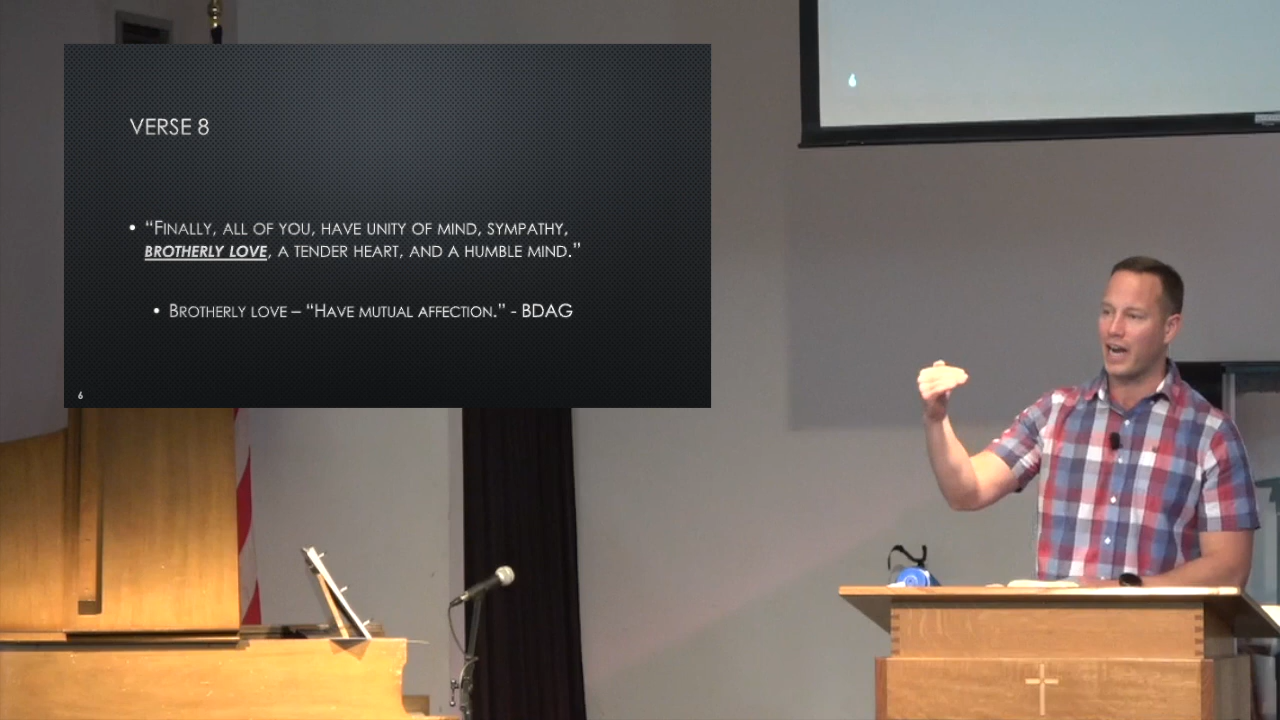 VERSE 8
• “FINALLY, ALL OF YOU, HAVE UNITY OF MIND, SYMPATHY,
BROTHERLY LOVE, A TENDER HEART, AND A HUMBLE MIND.”
• BROTHERLY LOVE – “HAVE MUTUAL AFFECTION.” - BDAG
6
6